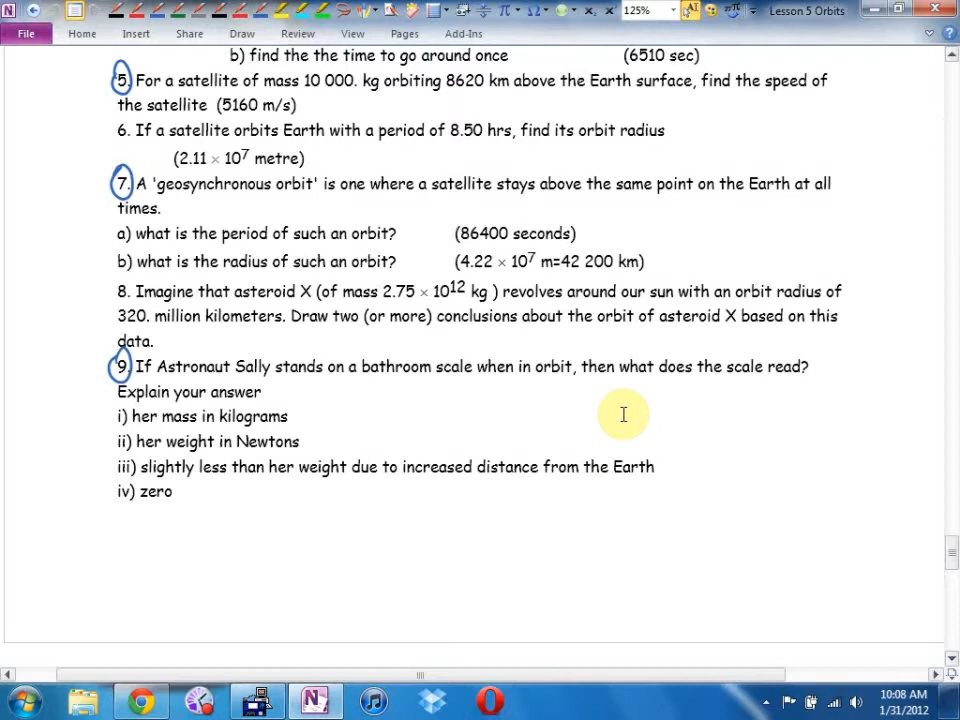 125%
Lesson 5 Orbits
File Home Insert Share Draw Review View Pages Add-Ins
b) find the the time to go around once (6510 sec)
5. For a satellite of mass 10 000. kg orbiting 8620 km above the Earth surface, find the speed of
the satellite (5160 m/s)
6. If a satellite orbits Earth with a period of 8.50 hrs, find its orbit radius
(2.11 × 10⁷ metre)
7. A 'geosynchronous orbit' is one where a satellite stays above the same point on the Earth at all
times.
a) what is the period of such an orbit? (86400 seconds)
b) what is the radius of such an orbit? (4.22 × 10⁷ m=42 200 km)
8. Imagine that asteroid X (of mass 2.75 × 10¹² kg ) revolves around our sun with an orbit radius of
320. million kilometers. Draw two (or more) conclusions about the orbit of asteroid X based on this
data.
9. If Astronaut Sally stands on a bathroom scale when in orbit, then what does the scale read?
Explain your answer
i) her mass in kilograms
ii) her weight in Newtons
iii) slightly less than her weight due to increased distance from the Earth
iv) zero
10:08 AM
1/31/2012